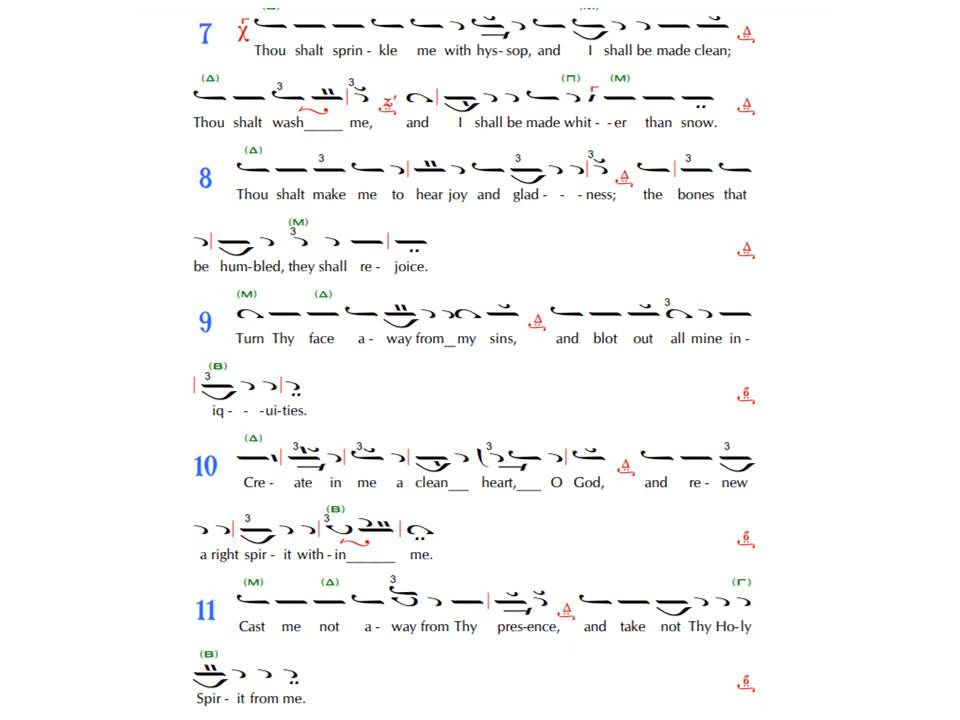 7 Thou shalt sprin - kle me with hys - sop, and I shall be made clean;
Thou shalt wash____ me, and I shall be made whit - - er than snow.
8 Thou shalt make me to hear joy and glad - - - ness; the bones that
be hum - bled, they shall re - joice.
9 Turn Thy face a - way from_my sins, and blot out all mine in -
iq - - - ui - ties.
10 Cre - ate in me a clean__ heart,___ O God, and re - new
a right spir - it with - in______ me.
11 Cast me not a - way from Thy pres - ence, and take not Thy Ho - ly
Spir - it from me.